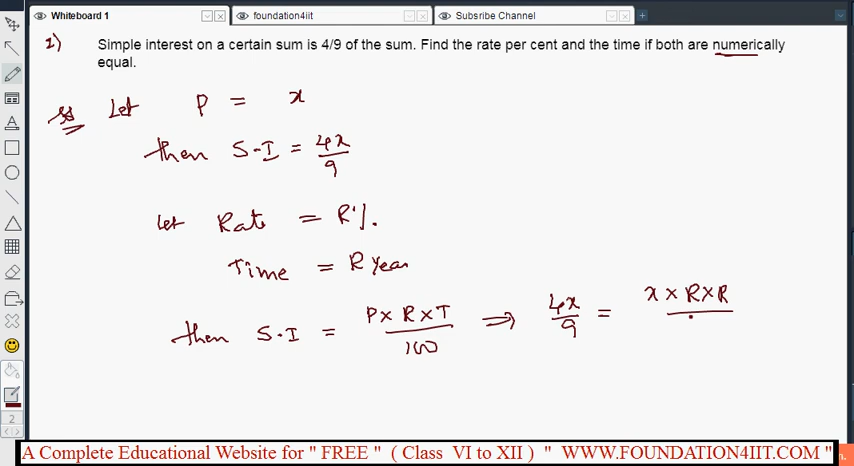 Whiteboard 1
foundation4iit
Subsribe Channel
1) Simple interest on a certain sum is 4/9 of the sum. Find the rate per cent and the time if both are numerically
equal.
Let P = x
then S.I = 4x/9
Let Rate = R%.
Time = R Year
then S.I = P × R × T / 100 ⇒ 4x/9 = x × R × R
2
A Complete Educational Website for " FREE " ( Class VI to XII ) " WWW.FOUNDATION4IIT.COM "